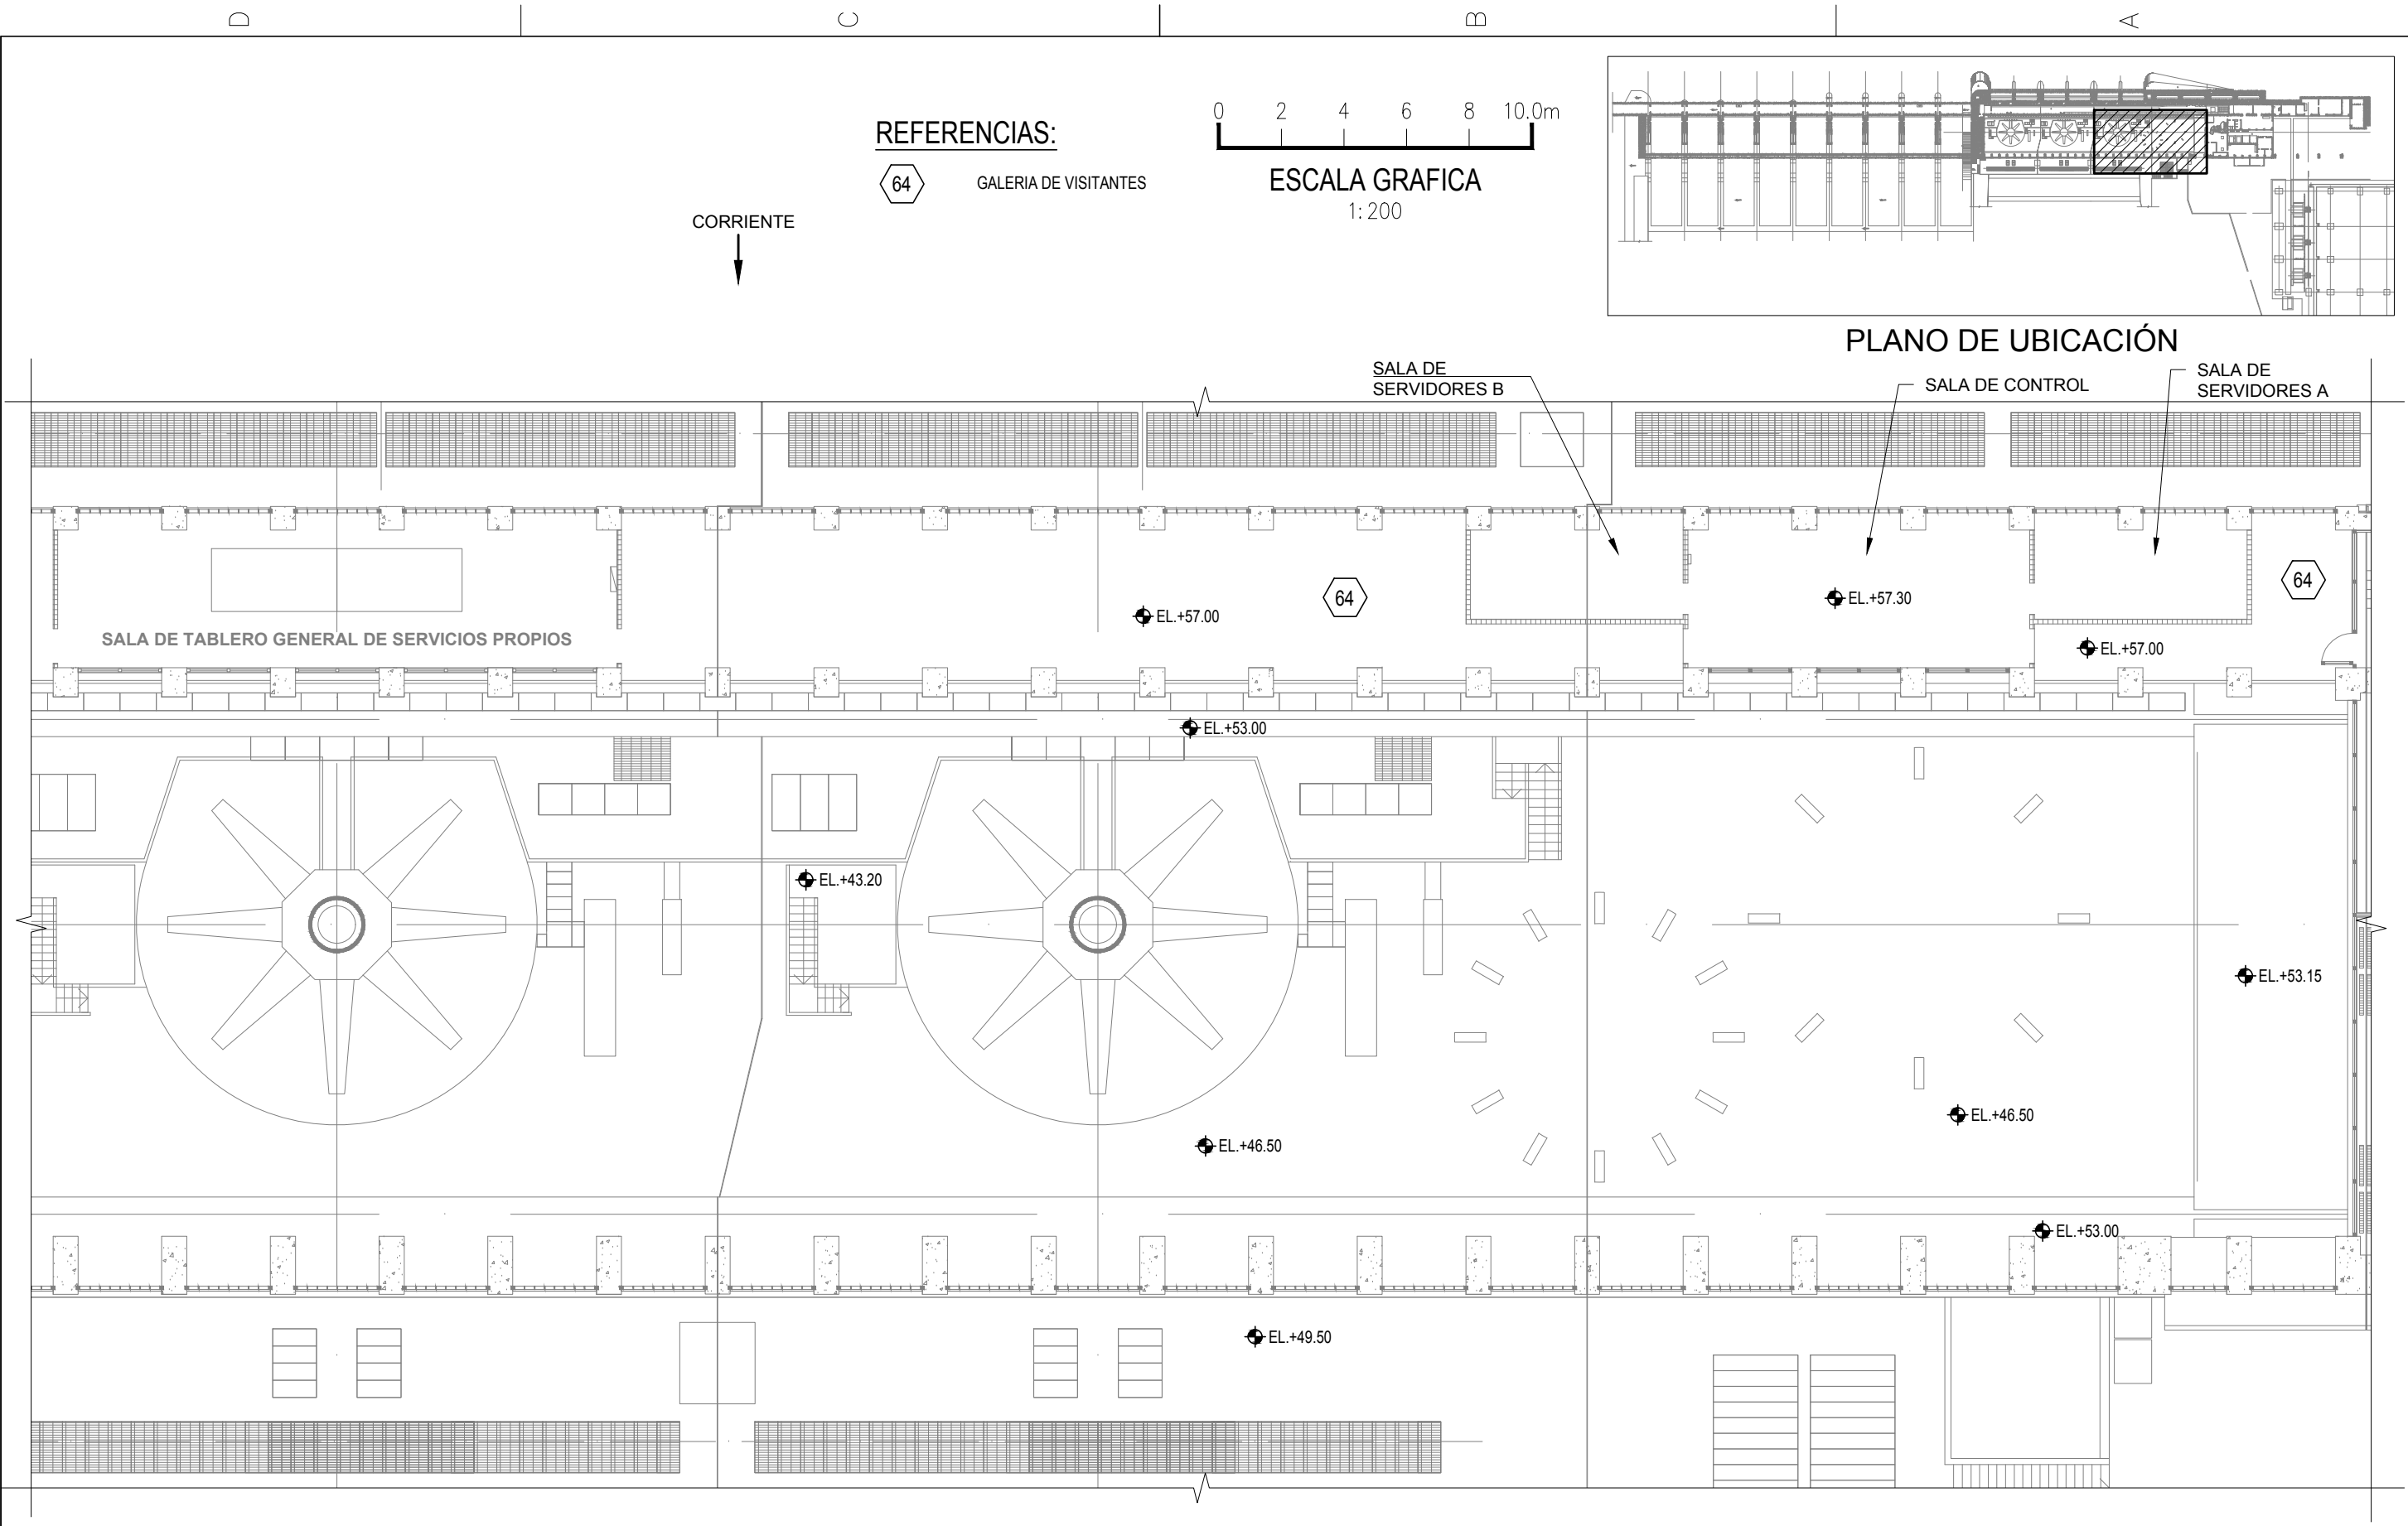 D
C
B
A
REFERENCIAS:
64
GALERIA DE VISITANTES
CORRIENTE
0 2 4 6 8 10.0m
ESCALA GRAFICA
1:200
PLANO DE UBICACIÓN
SALA DE
SERVIDORES B
SALA DE CONTROL
SALA DE
SERVIDORES A
64
64
EL.+57.00
EL.+57.30
SALA DE TABLERO GENERAL DE SERVICIOS PROPIOS
EL.+57.00
EL.+53.00
EL.+43.20
EL.+53.15
EL.+46.50
EL.+46.50
EL.+53.00
EL.+49.50